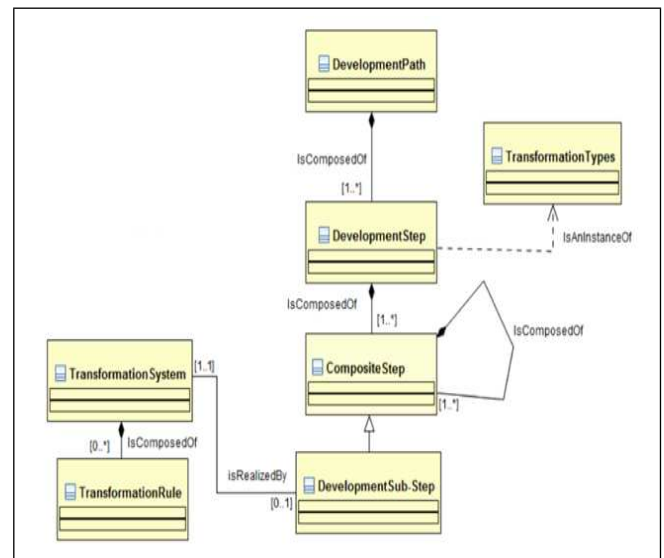 DevelopmentPath
IsComposedOf
[1..*]
TransformationTypes
DevelopmentStep
IsAnInstanceOf
IsComposedOf
[1..*]
IsComposedOf
CompositeStep
[1..*]
TransformationSystem
[1..1]
[0..*]
IsComposedOf
TransformationRule
isRealizedBy
[0..1]
DevelopmentSub-Step